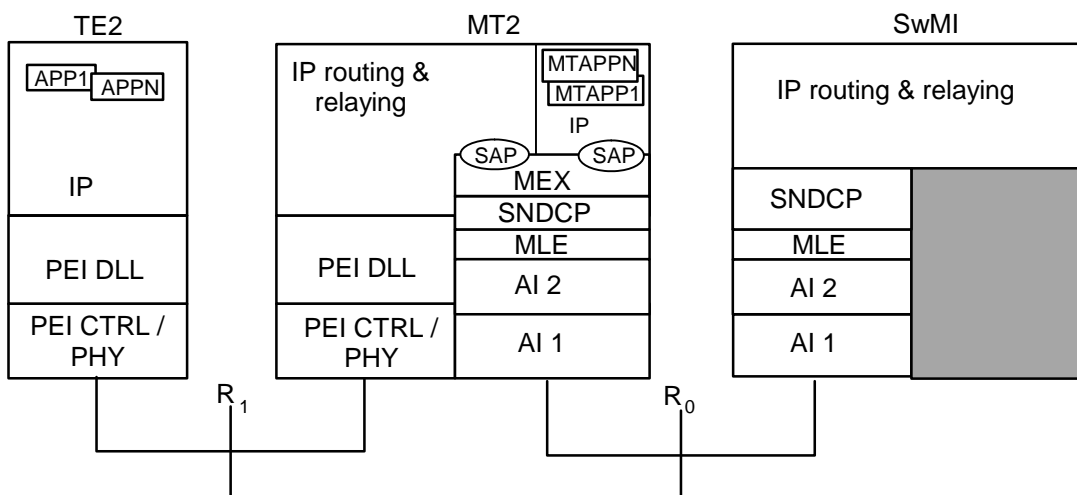 TE2
APP1
APPN
IP
PEI DLL
PEI CTRL /
PHY
MT2
IP routing &
relaying
MTAPPN
MTAPP1
IP
SAP
SAP
MEX
SNDCP
MLE
AI 2
AI 1
PEI DLL
PEI CTRL /
PHY
SwMI
IP routing & relaying
SNDCP
MLE
AI 2
AI 1
R1
R0